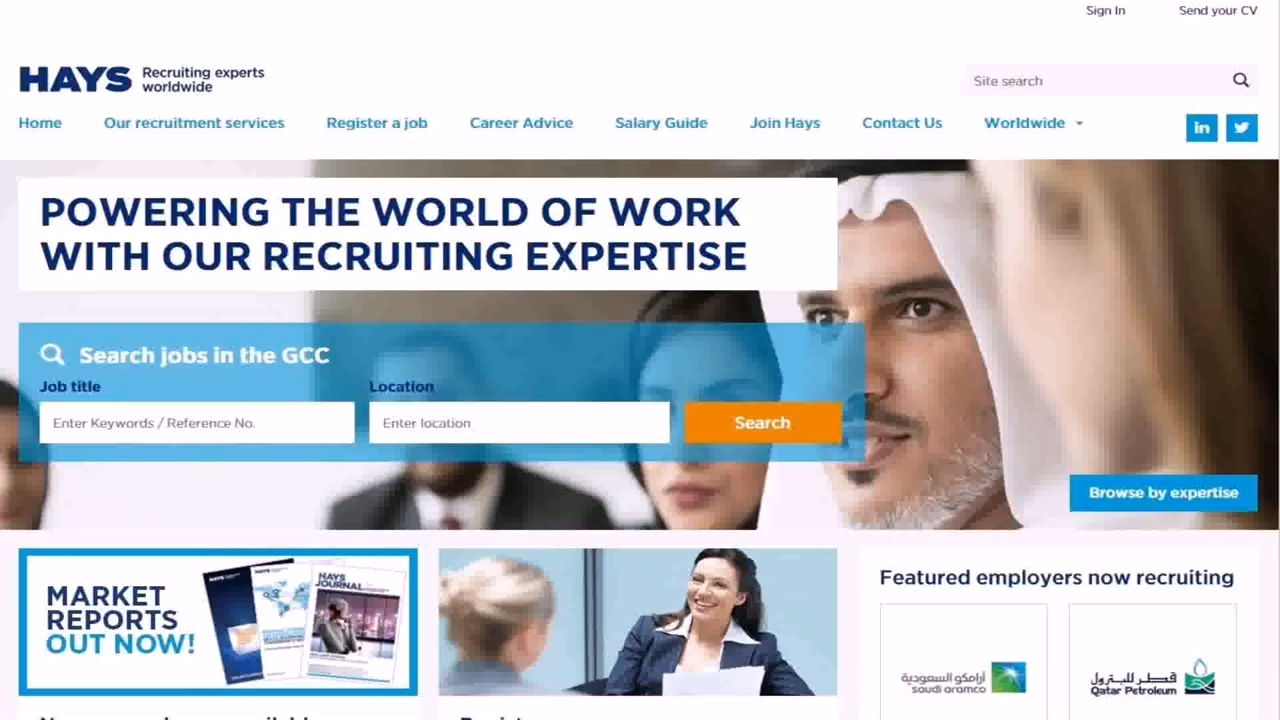 Sign In
Send your CV
HAYS
Recruiting experts
worldwide
Site search
Home
Our recruitment services
Register a job
Career Advice
Salary Guide
Join Hays
Contact Us
Worldwide
in
POWERING THE WORLD OF WORK
WITH OUR RECRUITING EXPERTISE
Search jobs in the GCC
Job title
Location
Enter Keywords / Reference No.
Enter location
Search
Browse by expertise
MARKET
REPORTS
OUT NOW!
HAYS
HAYS
HAYS
JOURNAL
Featured employers now recruiting
أرامكو السعودية
saudi aramco
قطر للبترول
Qatar Petroleum